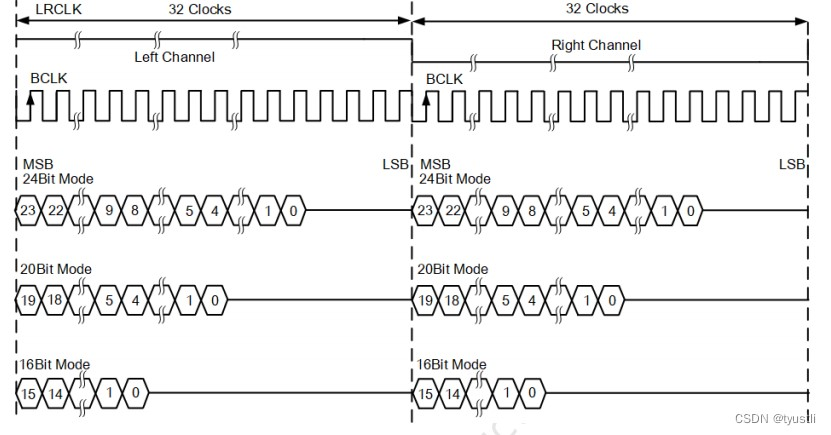 LRCLK 32 Clocks 32 Clocks
Left Channel Right Channel
BCLK BCLK
MSB LSB MSB LSB
24Bit Mode 24Bit Mode
23 22 9 8 5 4 1 0 23 22 9 8 5 4 1 0
20Bit Mode 20Bit Mode
19 18 5 4 1 0 19 18 5 4 1 0
16Bit Mode 16Bit Mode
15 14 1 0 15 14 1 0
CSDN @tyustli